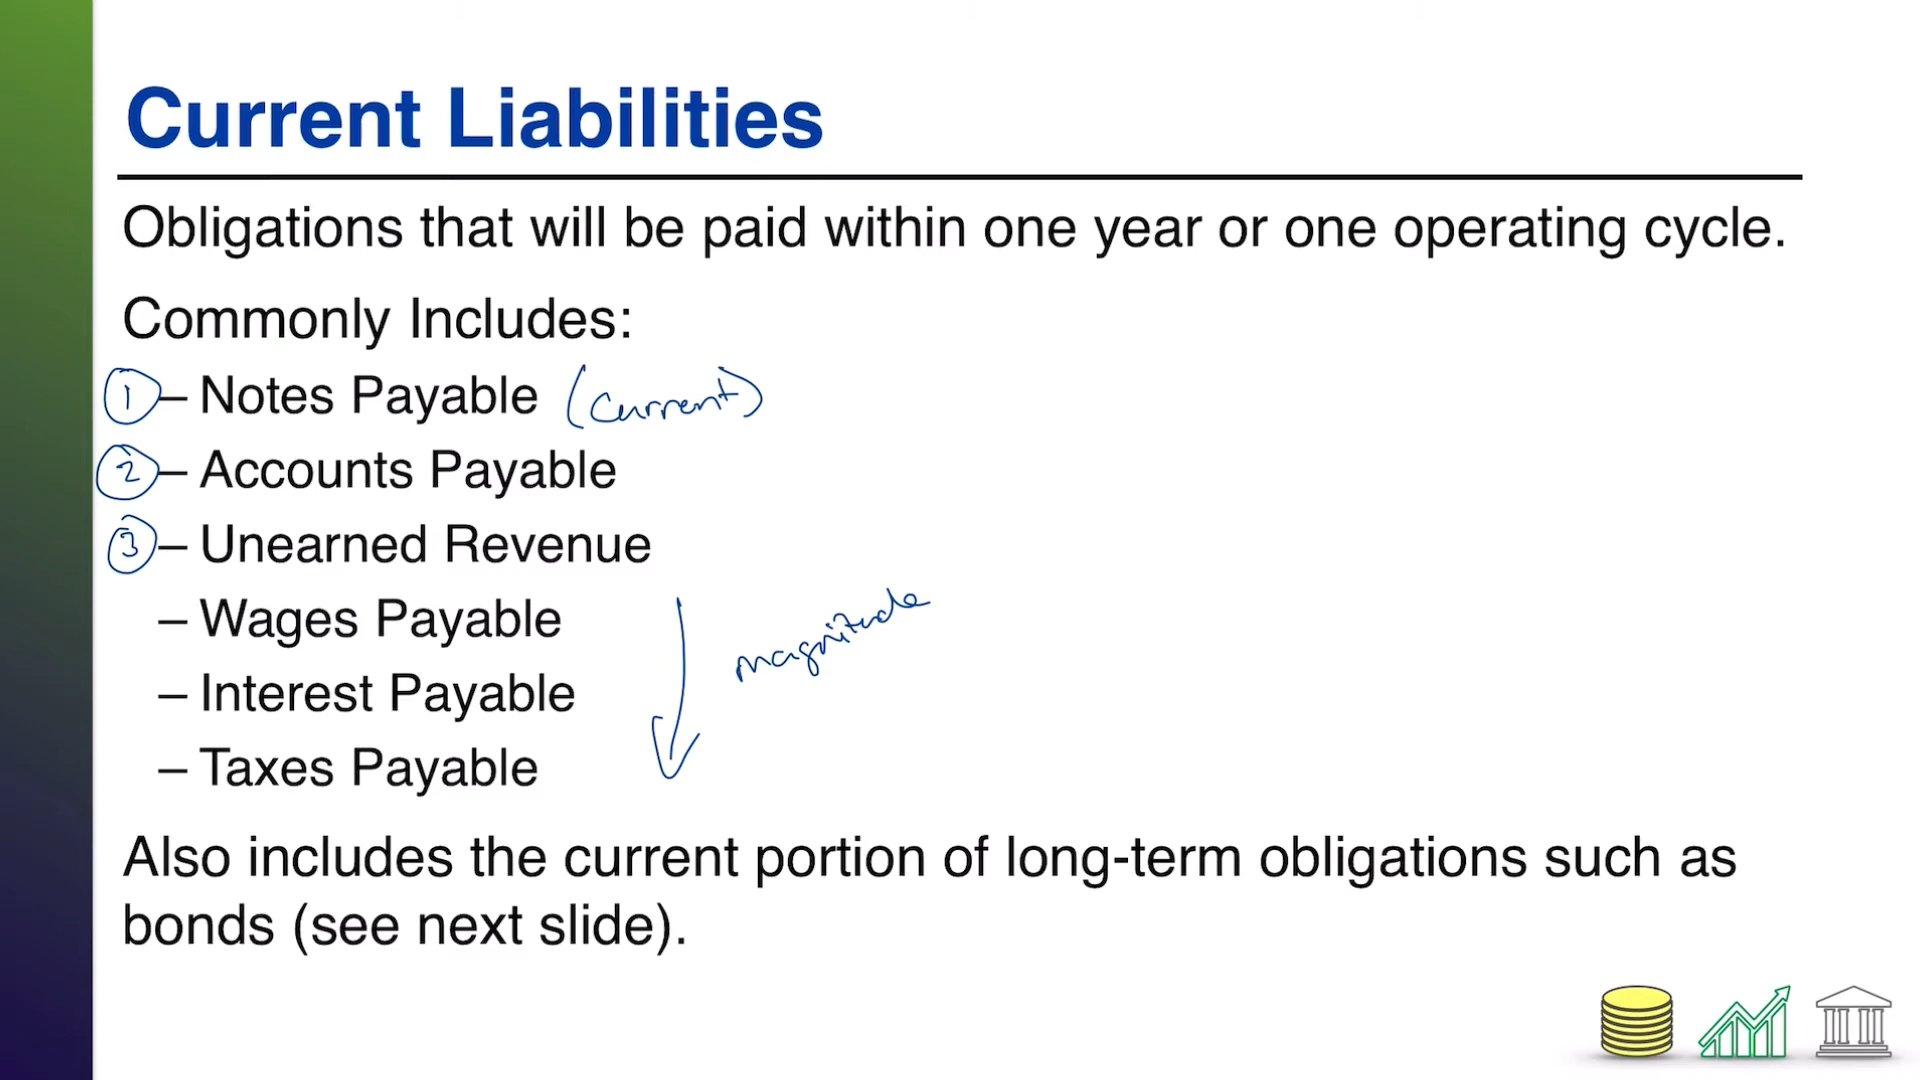 Current Liabilities
Obligations that will be paid within one year or one operating cycle.
Commonly Includes:
1 – Notes Payable (current)
2 – Accounts Payable
3 – Unearned Revenue
– Wages Payable
magnitude
– Interest Payable
– Taxes Payable
Also includes the current portion of long-term obligations such as
bonds (see next slide).